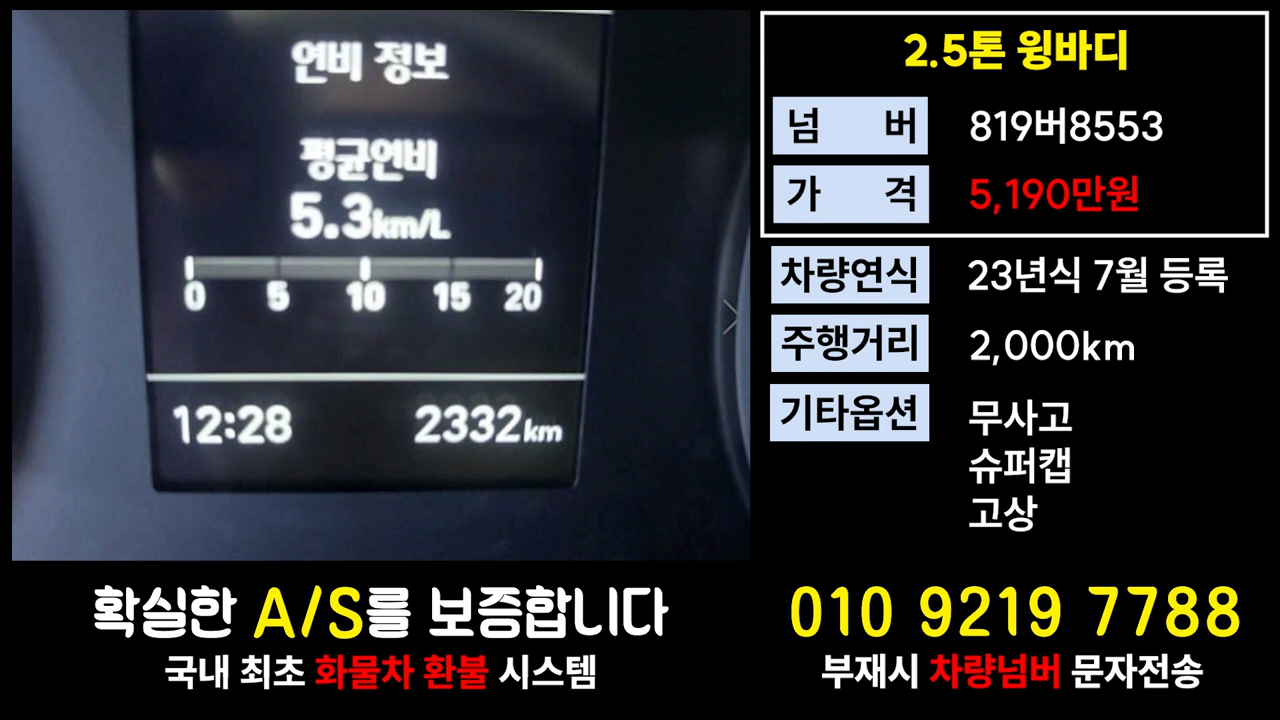 연비 정보
평균연비
5.3km/L
0 5 10 15 20
12:28 2332km
2.5톤 윙바디
넘 버 819버8553
가 격 5,190만원
차량연식 23년식 7월 등록
주행거리 2,000km
기타옵션 무사고
슈퍼캡
고상
확실한 A/S를 보증합니다
국내 최초 화물차 환불 시스템
010 9219 7788
부재시 차량넘버 문자전송